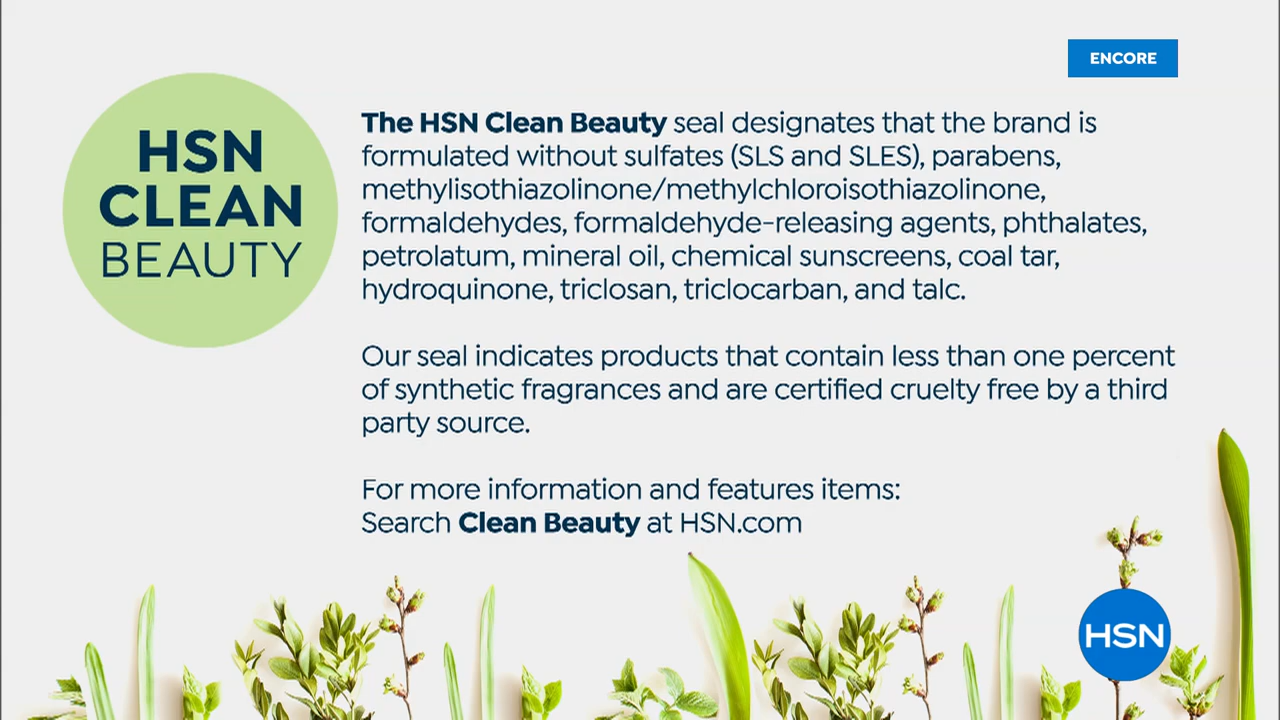 ENCORE
HSN
CLEAN
BEAUTY
The HSN Clean Beauty seal designates that the brand is
formulated without sulfates (SLS and SLES), parabens,
methylisothiazolinone/methylchloroisothiazolinone,
formaldehydes, formaldehyde-releasing agents, phthalates,
petrolatum, mineral oil, chemical sunscreens, coal tar,
hydroquinone, triclosan, triclocarban, and talc.
Our seal indicates products that contain less than one percent
of synthetic fragrances and are certified cruelty free by a third
party source.
For more information and features items:
Search Clean Beauty at HSN.com
HSN